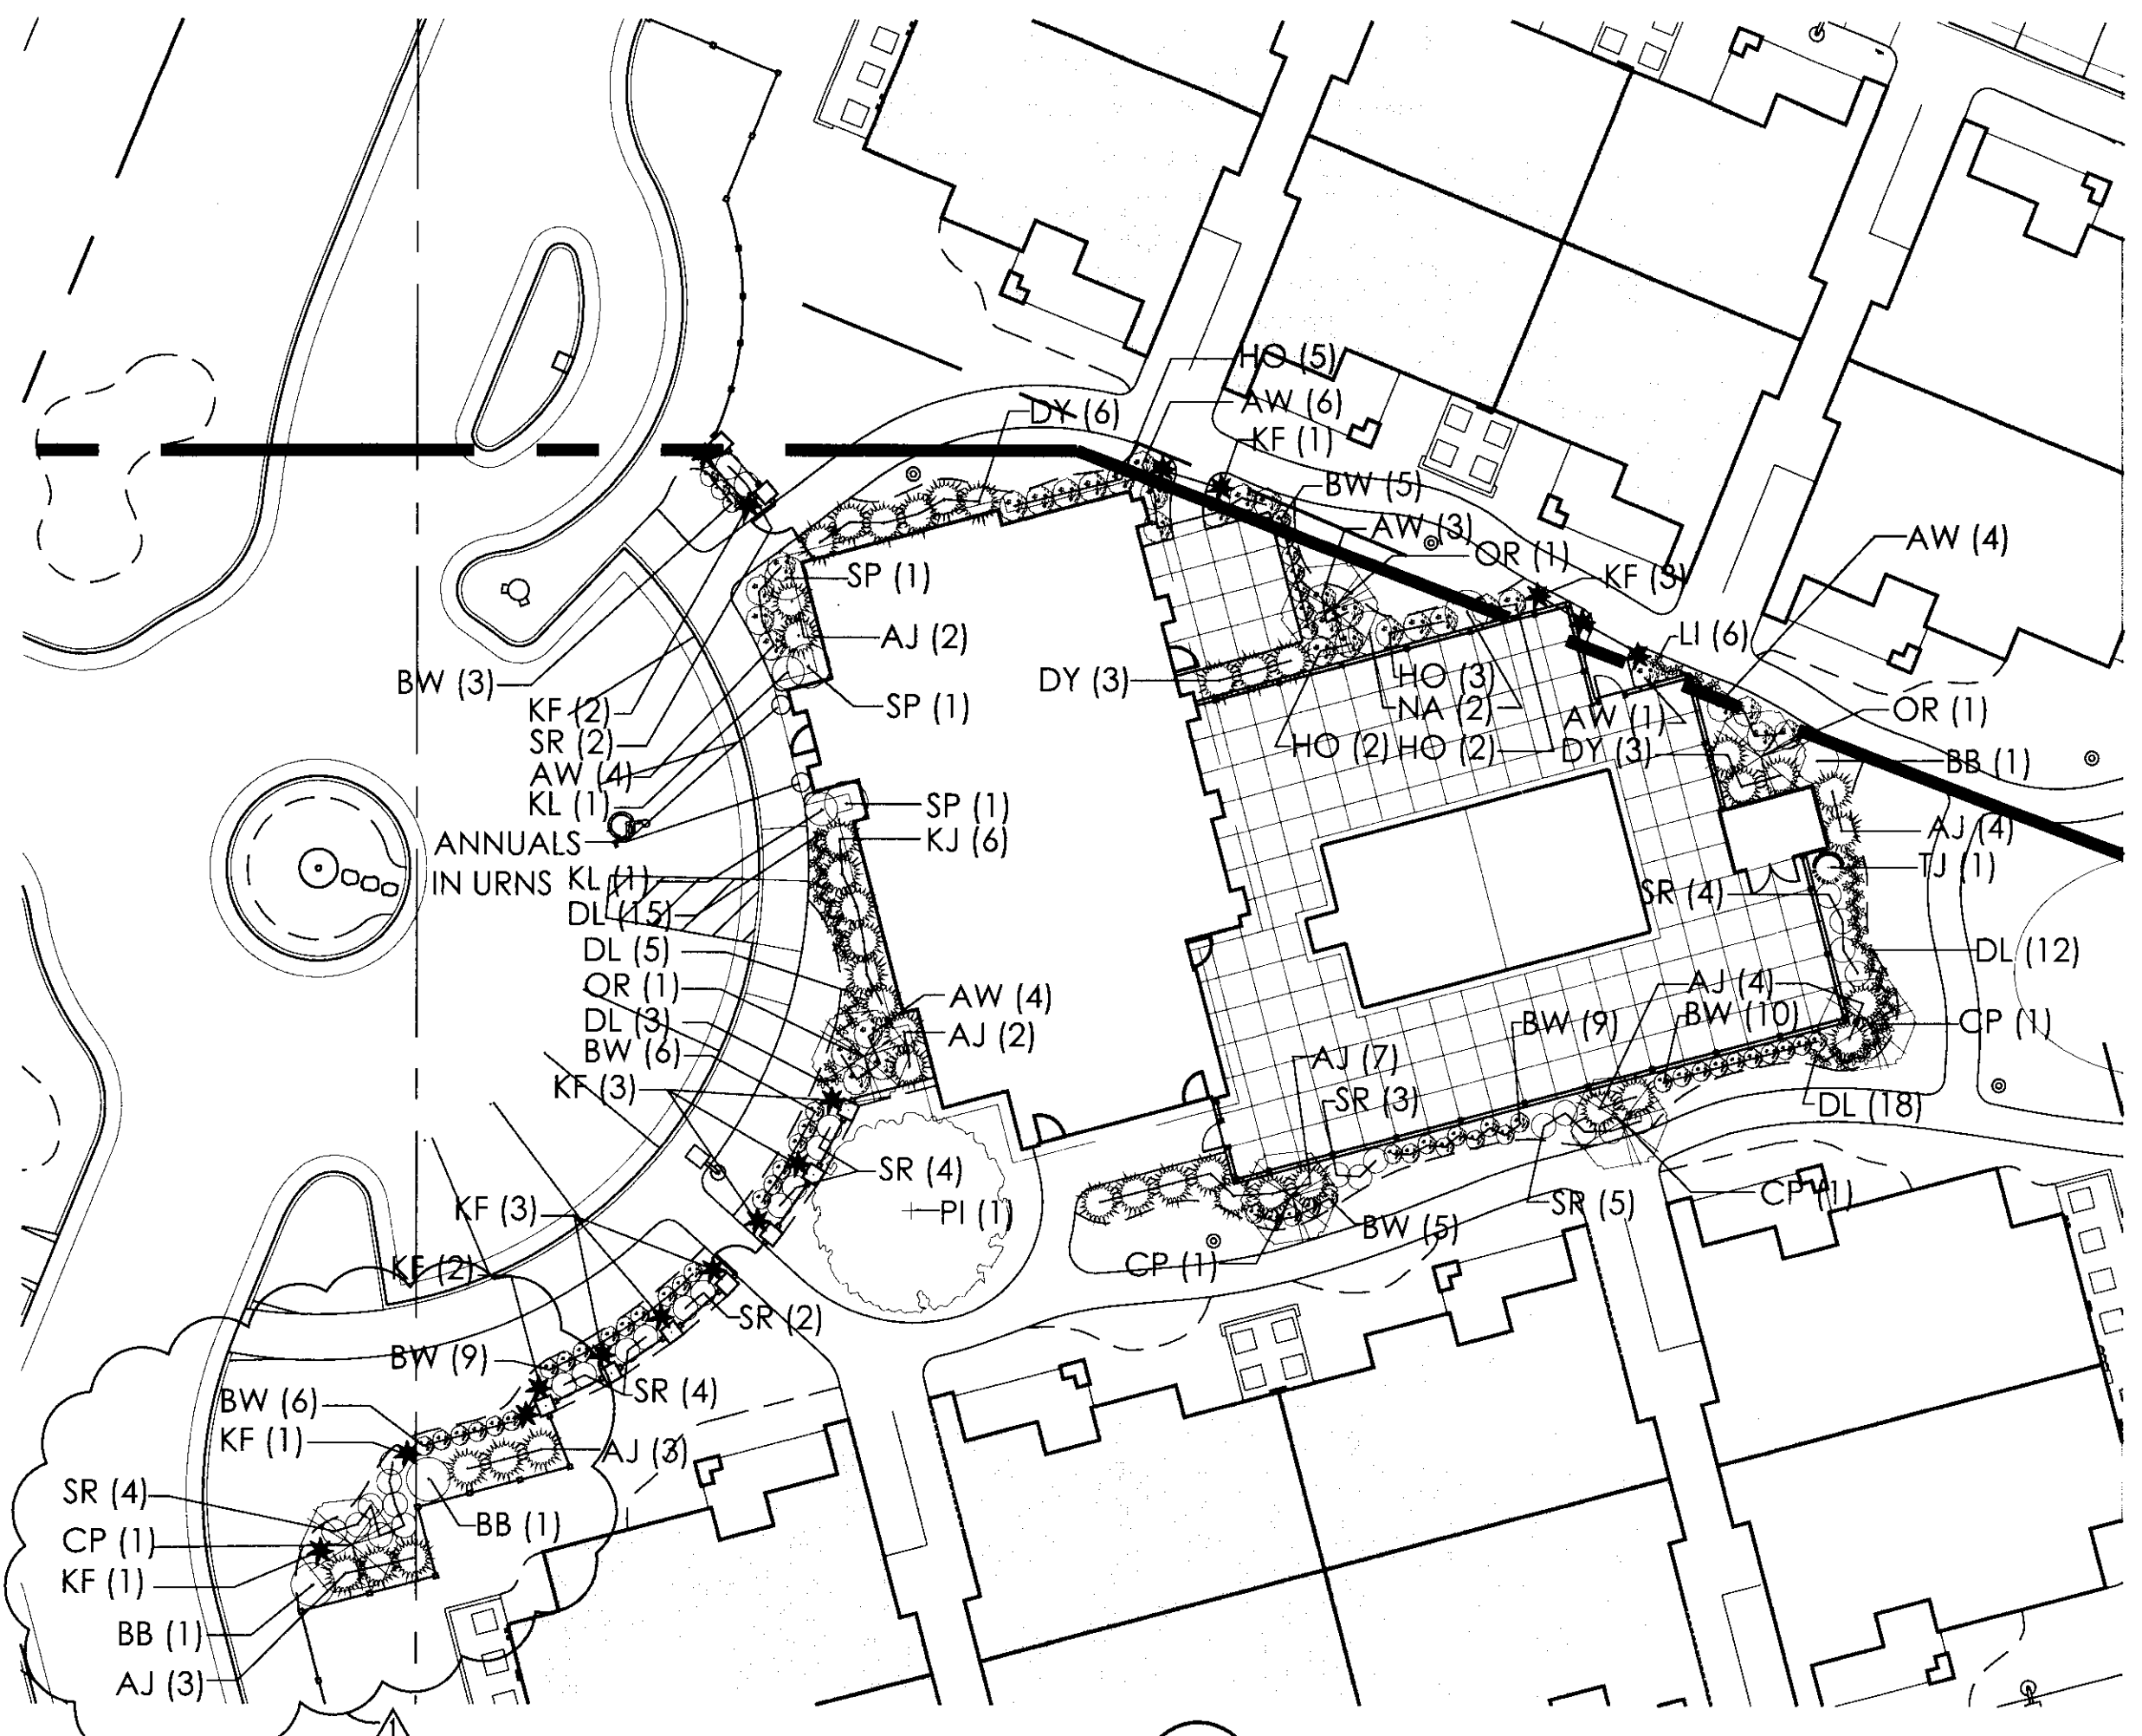 HO (5)
DY (6)
AW (6)
KF (1)
BW (5)
AW (3)
OR (1)
AW (4)
KF (3)
SP (1)
AJ (2)
LI (6)
BW (3)
DY (3)
HO (3)
KF (2)
SP (1)
NA (2)
AW (1)
OR (1)
SR (2)
HO (2)
HO (2)
DY (3)
AW (4)
BB (1)
KL (1)
SP (1)
ANNUALS
IN URNS
KJ (6)
AJ (4)
KL (1)
TJ (1)
DL (15)
SR (4)
DL (5)
DL (12)
OR (1)
AW (4)
AJ (4)
DL (3)
AJ (2)
BW (9)
BW (10)
CP (1)
BW (6)
AJ (7)
KF (3)
SR (3)
DL (18)
SR (4)
KF (3)
PI (1)
CP (1)
SR (5)
BW (5)
KF (2)
CP (1)
SR (2)
BW (9)
SR (4)
BW (6)
KF (1)
AJ (3)
SR (4)
BB (1)
CP (1)
KF (1)
BB (1)
AJ (3)
1